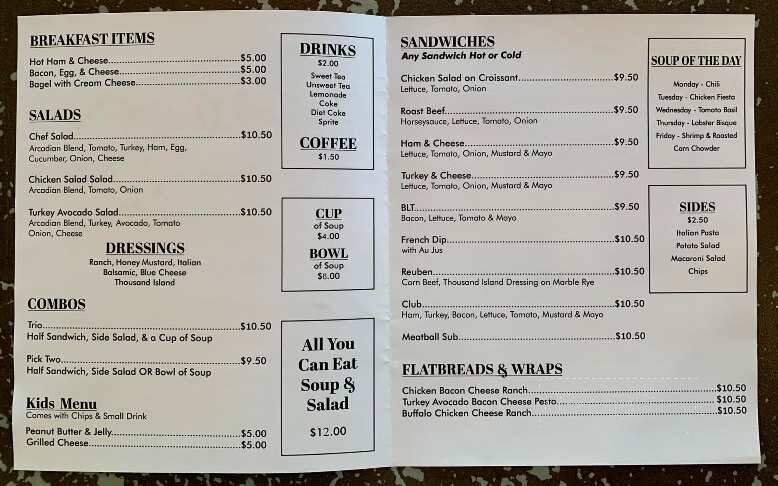 BREAKFAST ITEMS
Hot Ham & Cheese.....$5.00
Bacon, Egg, & Cheese.....$5.00
Bagel with Cream Cheese.....$3.00
SALADS
Chef Salad.....$10.50
Arcadian Blend, Tomato, Turkey, Ham, Egg,
Cucumber, Onion, Cheese
Chicken Salad Salad.....$10.50
Arcadian Blend, Tomato, Onion
Turkey Avocado Salad.....$10.50
Arcadian Blend, Turkey, Avocado, Tomato
Onion, Cheese
DRESSINGS
Ranch, Honey Mustard, Italian
Balsamic, Blue Cheese
Thousand Island
COMBOS
Trio.....$10.50
Half Sandwich, Side Salad, & a Cup of Soup
Pick Two.....$9.50
Half Sandwich, Side Salad OR Bowl of Soup
Kids Menu
Comes with Chips & Small Drink
Peanut Butter & Jelly.....$5.00
Grilled Cheese.....$5.00
DRINKS
$2.00
Sweet Tea
Unsweet Tea
Lemonade
Coke
Diet Coke
Sprite
COFFEE
$1.50
CUP
of Soup
$4.00
BOWL
of Soup
$8.00
All You
Can Eat
Soup &
Salad
$12.00
SANDWICHES
Any Sandwich Hot or Cold
Chicken Salad on Croissant.....$9.50
Lettuce, Tomato, Onion
Roast Beef.....$9.50
Horseysauce, Lettuce, Tomato, Onion
Ham & Cheese.....$9.50
Lettuce, Tomato, Onion, Mustard & Mayo
Turkey & Cheese.....$9.50
Lettuce, Tomato, Onion, Mustard & Mayo
BLT.....$9.50
Bacon, Lettuce, Tomato & Mayo
French Dip.....$10.50
with Au Jus
Reuben.....$10.50
Corn Beef, Thousand Island Dressing on Marble Rye
Club.....$10.50
Ham, Turkey, Bacon, Lettuce, Tomato, Mustard & Mayo
Meatball Sub.....$10.50
FLATBREADS & WRAPS
Chicken Bacon Cheese Ranch.....$10.50
Turkey Avocado Bacon Cheese Pesto.....$10.50
Buffalo Chicken Cheese Ranch.....$10.50
SOUP OF THE DAY
Monday - Chili
Tuesday - Chicken Fiesta
Wednesday - Tomato Basil
Thursday - Lobster Bisque
Friday - Shrimp & Roasted
Corn Chowder
SIDES
$2.50
Italian Pasta
Potato Salad
Macaroni Salad
Chips